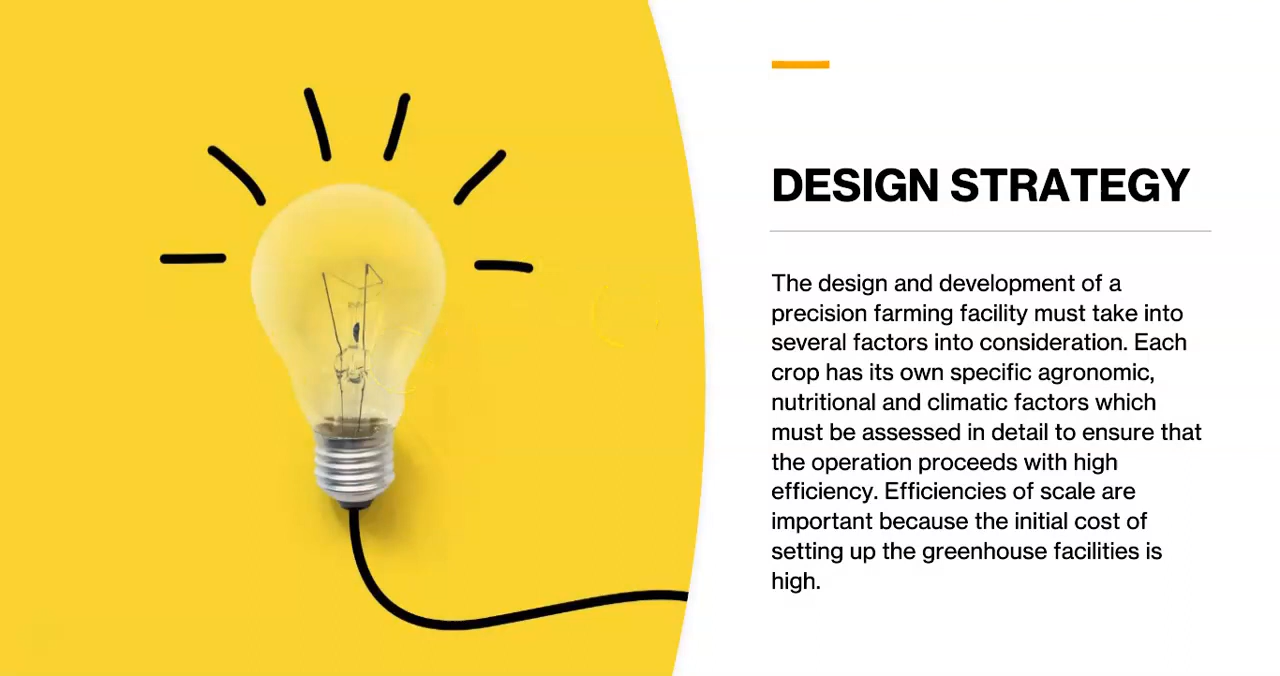 DESIGN STRATEGY
The design and development of a
precision farming facility must take into
several factors into consideration. Each
crop has its own specific agronomic,
nutritional and climatic factors which
must be assessed in detail to ensure that
the operation proceeds with high
efficiency. Efficiencies of scale are
important because the initial cost of
setting up the greenhouse facilities is
high.